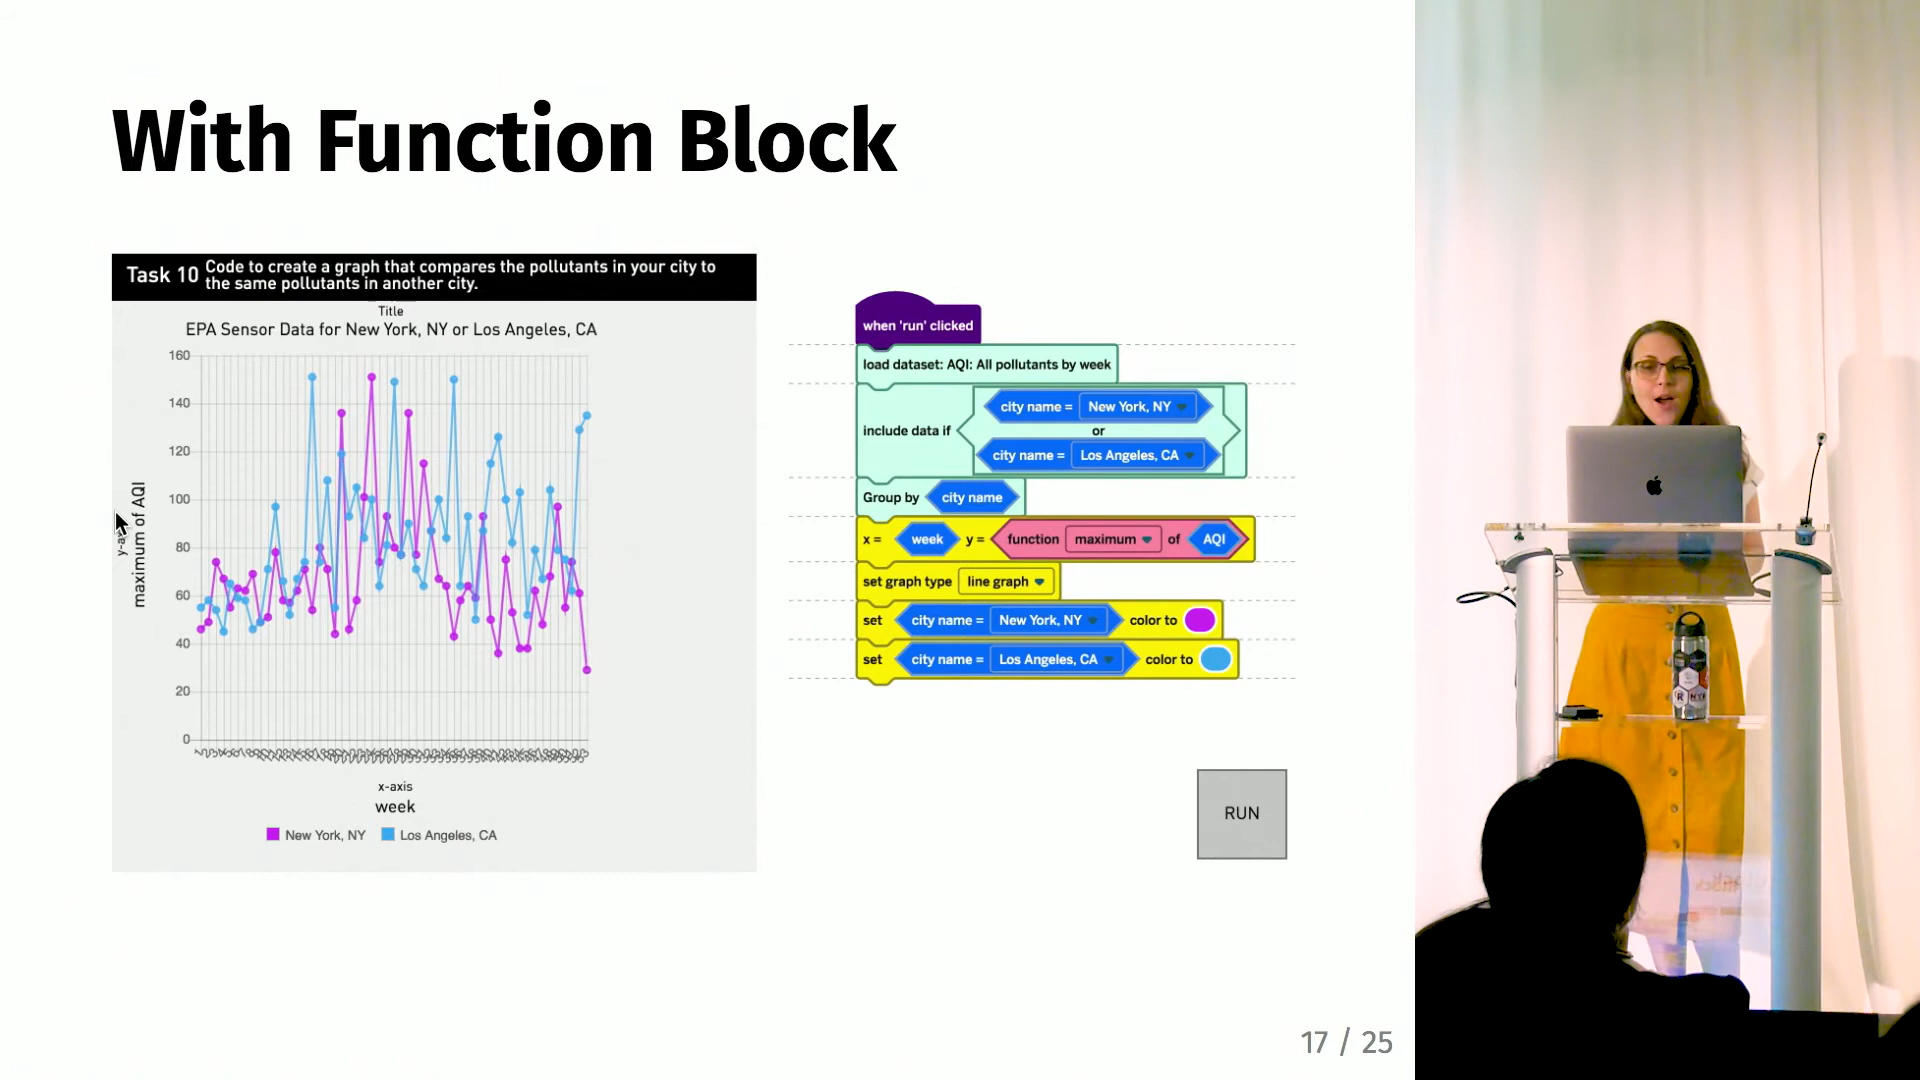 With Function Block
Task 10 Code to create a graph that compares the pollutants in your city to
the same pollutants in another city.
Title
EPA Sensor Data for New York, NY or Los Angeles, CA
160
140
120
100
80
60
40
20
0
y-a
maximum of AQI
x-axis
week
New York, NY Los Angeles, CA
when 'run' clicked
load dataset: AQI: All pollutants by week
include data if
city name = New York, NY
or
city name = Los Angeles, CA
Group by city name
x = week y = function maximum of AQI
set graph type line graph
set city name = New York, NY color to
set city name = Los Angeles, CA color to
RUN
17 / 25